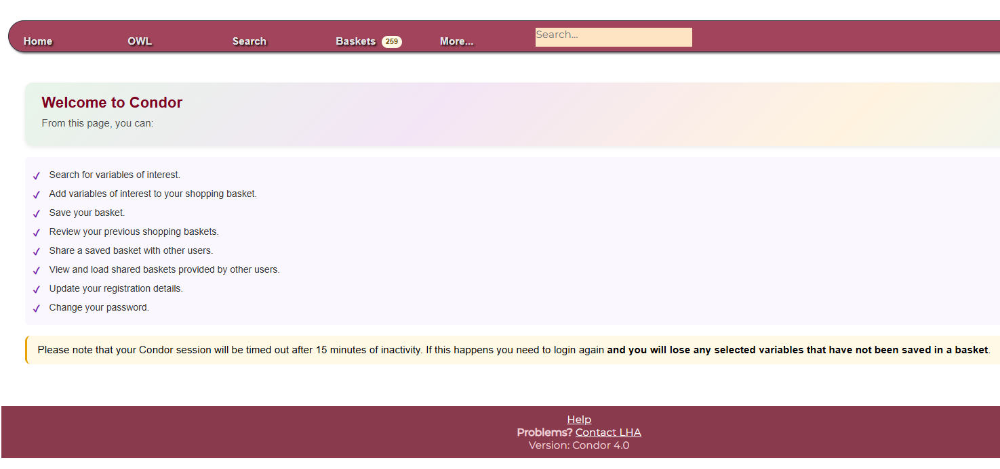 Home OWL Search Baskets 259 More... Search...
Welcome to Condor
From this page, you can:
Search for variables of interest.
Add variables of interest to your shopping basket.
Save your basket.
Review your previous shopping baskets.
Share a saved basket with other users.
View and load shared baskets provided by other users.
Update your registration details.
Change your password.
Please note that your Condor session will be timed out after 15 minutes of inactivity. If this happens you need to login again and you will lose any selected variables that have not been saved in a basket.
Help
Problems? Contact LHA
Version: Condor 4.0